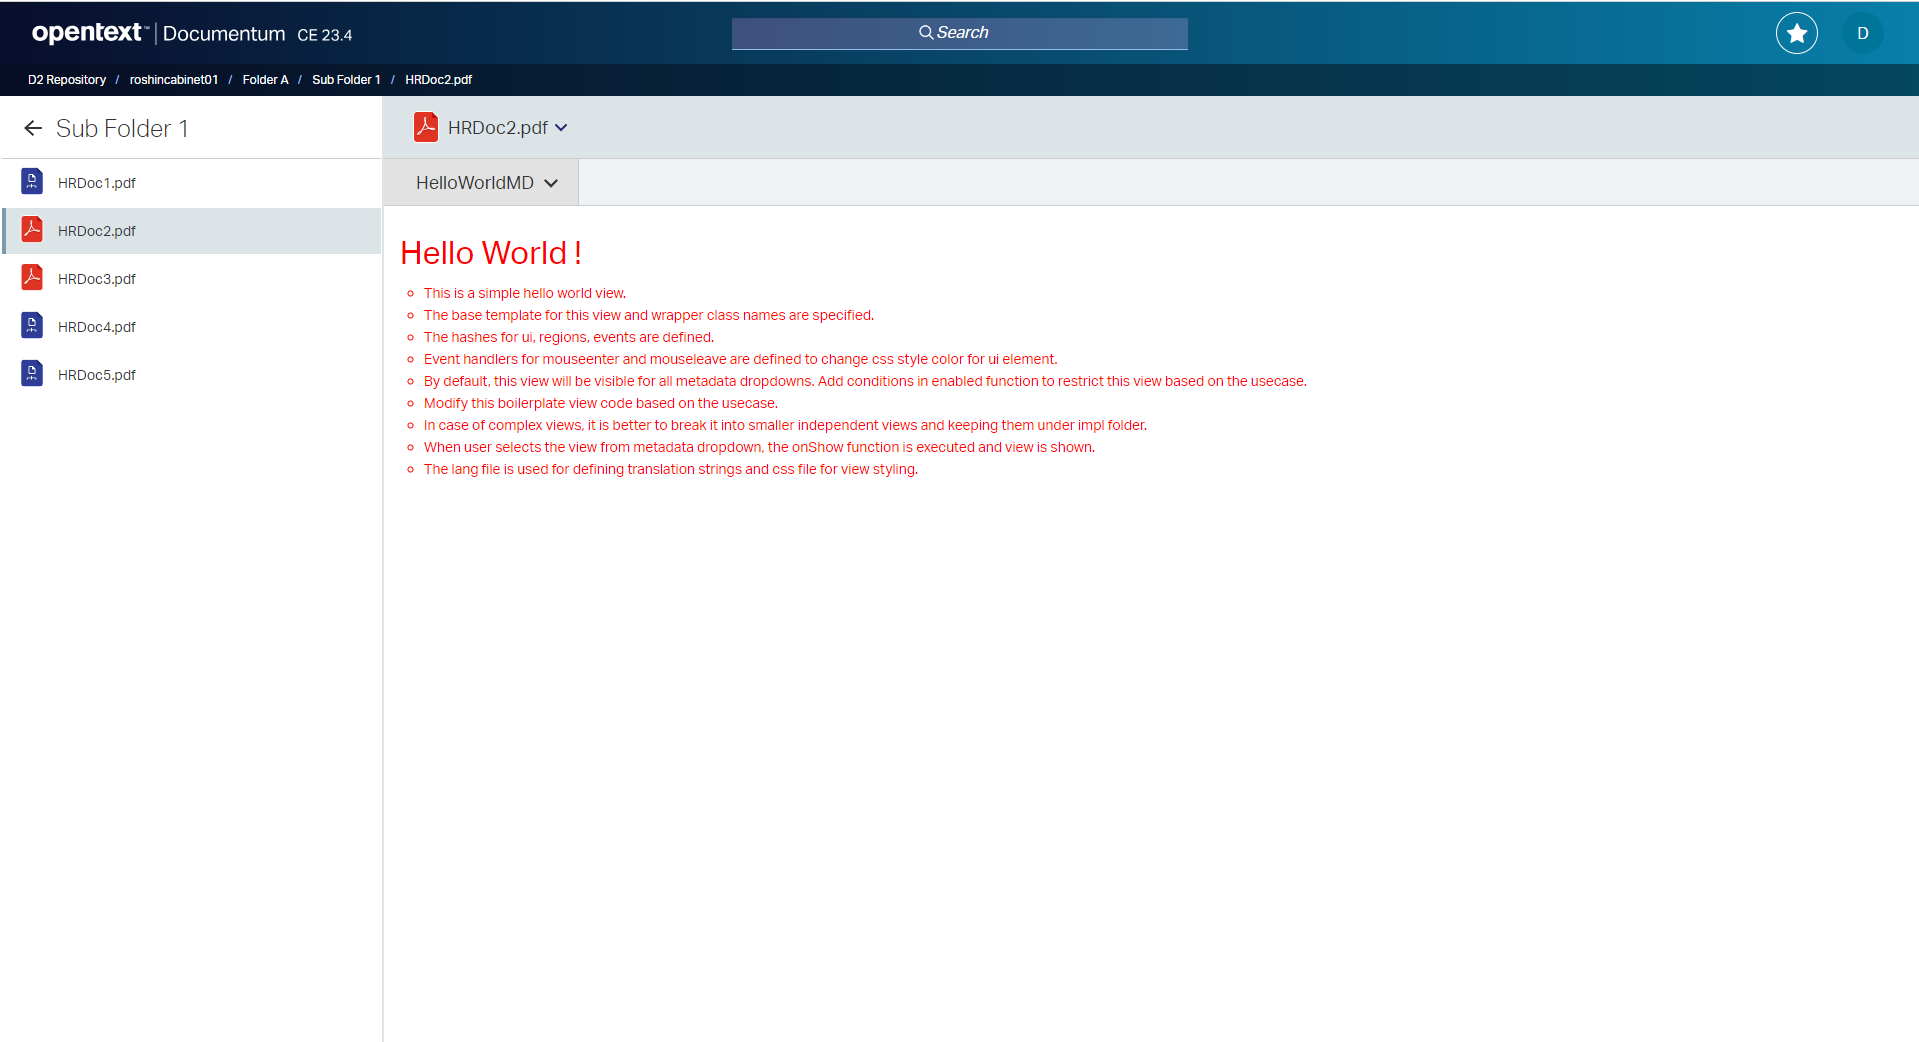 opentext™ | Documentum CE 23.4
Search
D
D2 Repository / roshincabinet01 / Folder A / Sub Folder 1 / HRDoc2.pdf
Sub Folder 1
HRDoc1.pdf
HRDoc2.pdf
HRDoc3.pdf
HRDoc4.pdf
HRDoc5.pdf
HRDoc2.pdf
HelloWorldMD
Hello World !
This is a simple hello world view.
The base template for this view and wrapper class names are specified.
The hashes for ui, regions, events are defined.
Event handlers for mouseenter and mouseleave are defined to change css style color for ui element.
By default, this view will be visible for all metadata dropdowns. Add conditions in enabled function to restrict this view based on the usecase.
Modify this boilerplate view code based on the usecase.
In case of complex views, it is better to break it into smaller independent views and keeping them under impl folder.
When user selects the view from metadata dropdown, the onShow function is executed and view is shown.
The lang file is used for defining translation strings and css file for view styling.